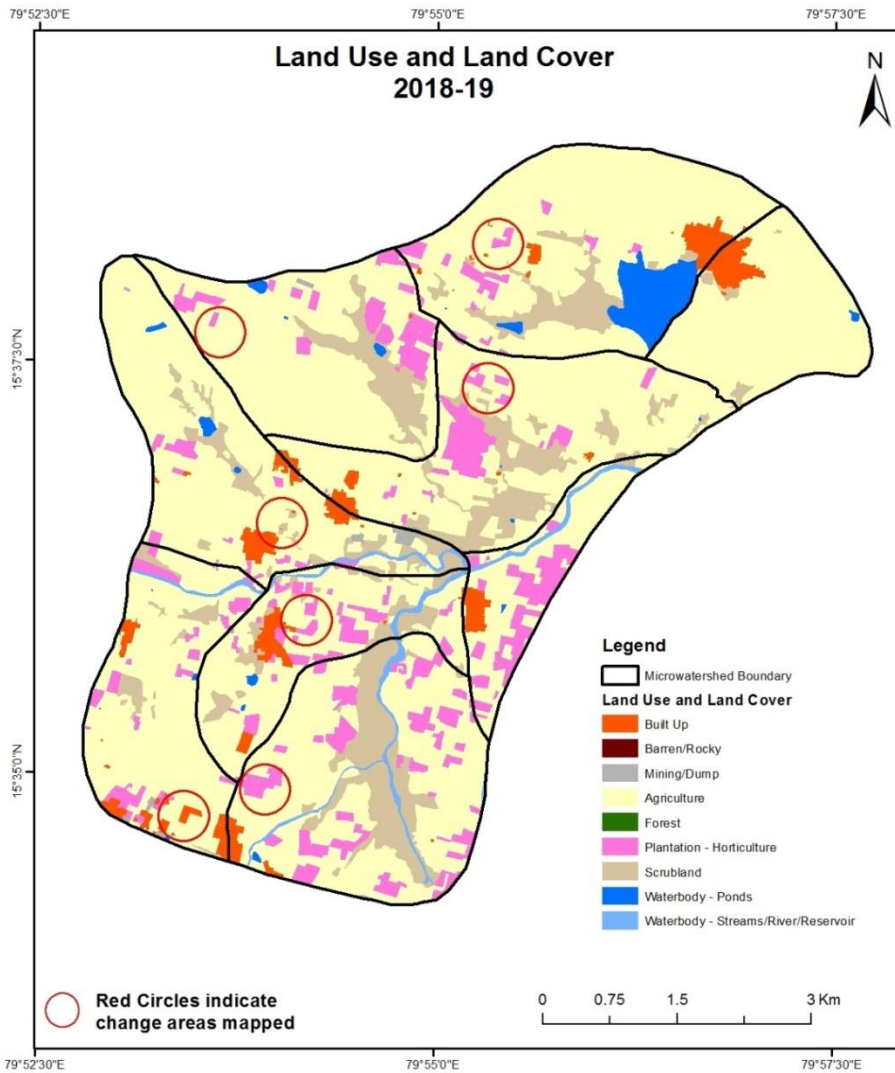 79°52'30"E
79°55'0"E
79°57'30"E
Land Use and Land Cover
2018-19
N
15°37'30"N
15°35'0"N
Legend
Microwatershed Boundary
Land Use and Land Cover
Built Up
Barren/Rocky
Mining/Dump
Agriculture
Forest
Plantation - Horticulture
Scrubland
Waterbody - Ponds
Waterbody - Streams/River/Reservoir
Red Circles indicate
change areas mapped
0 0.75 1.5 3 Km
79°52'30"E
79°55'0"E
79°57'30"E